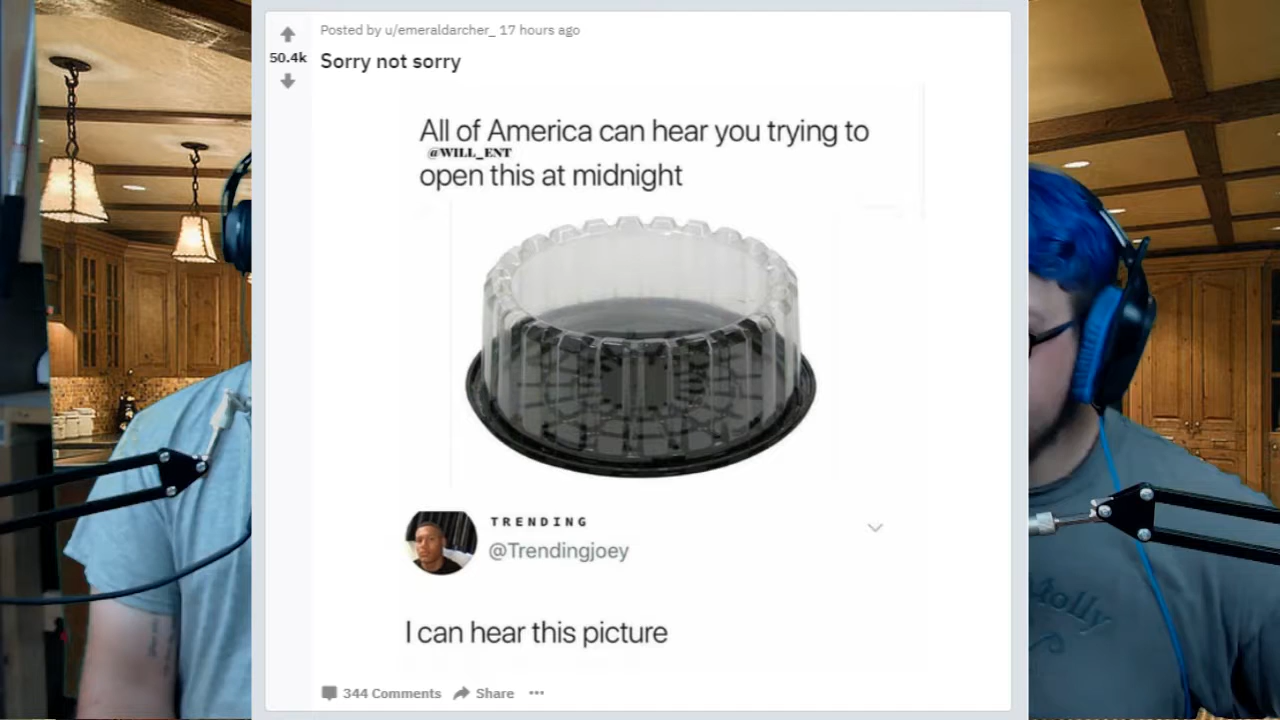 Posted by u/emeraldarcher_ 17 hours ago
50.4k
Sorry not sorry
All of America can hear you trying to
@WILL_ENT
open this at midnight
TRENDING
@Trendingjoey
I can hear this picture
344 Comments Share
Molly